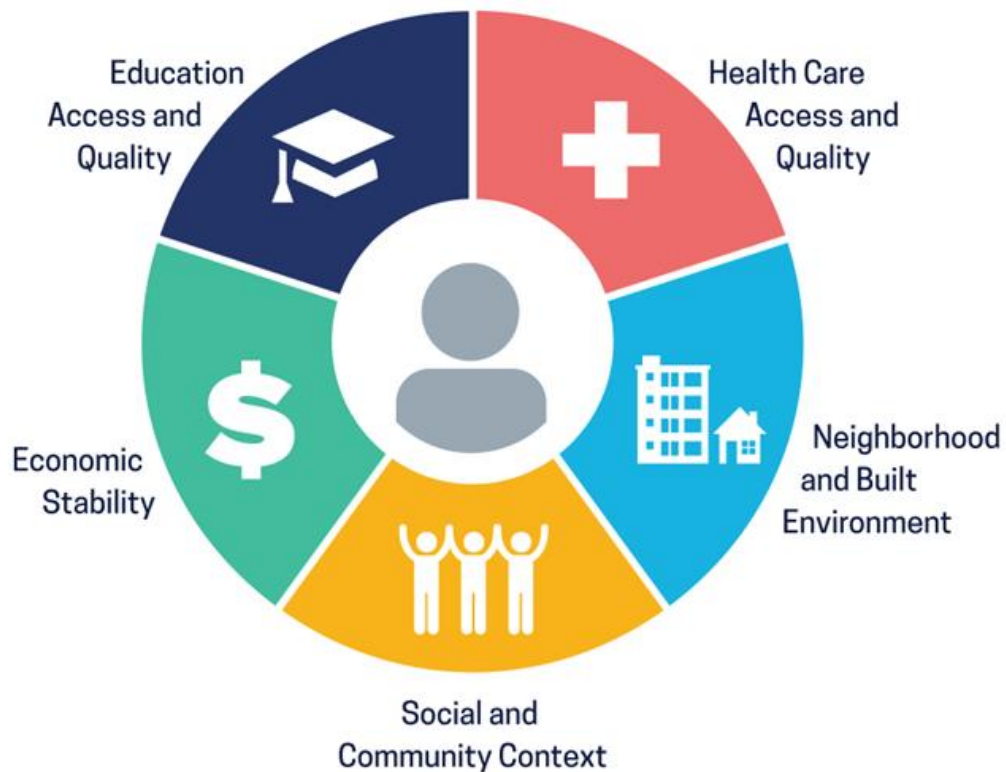 Education
Access and
Quality
Health Care
Access and
Quality
Economic
Stability
Neighborhood
and Built
Environment
Social and
Community Context